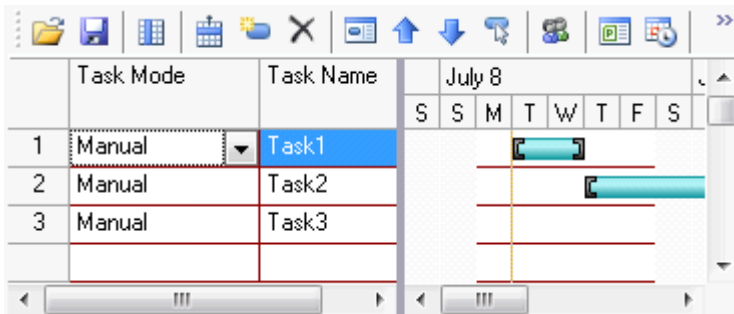 Task Mode Task Name July 8
S S M T W T F S
1 Manual Task1
2 Manual Task2
3 Manual Task3